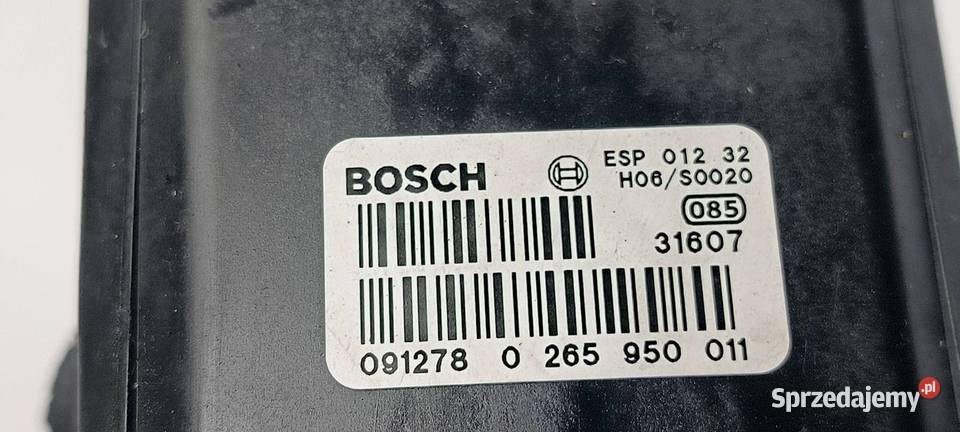 BOSCH
ESP 012 32
H06/S0020
085
31607
091278 0 265 950 011
Sprzedajemy.pl